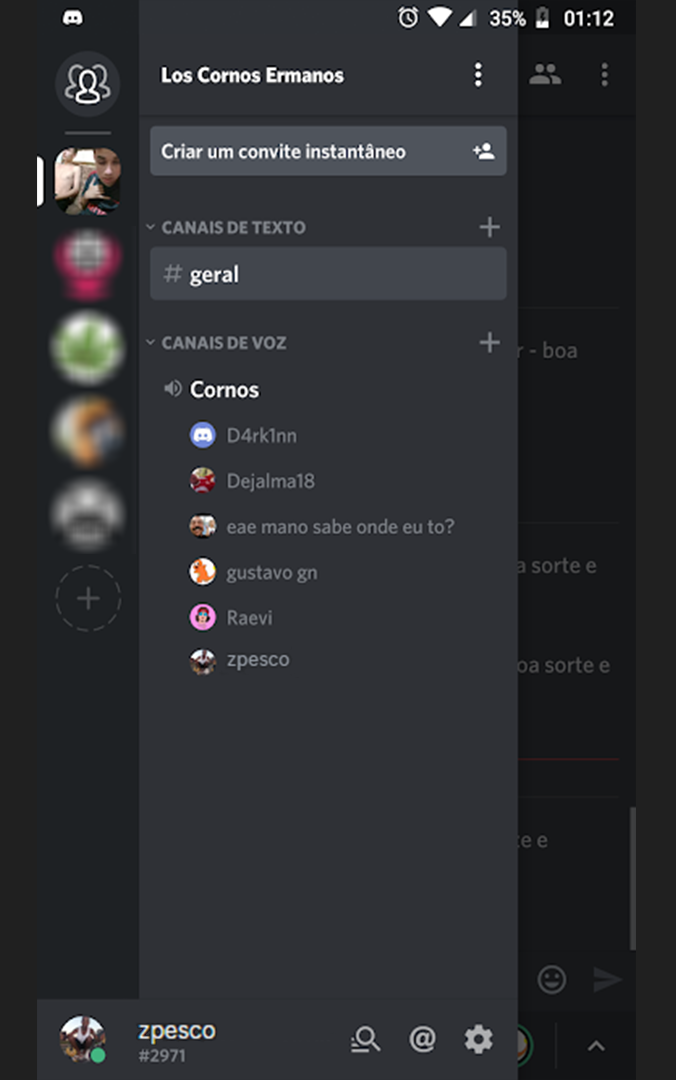 35% 01:12
Los Cornos Ermanos
Criar um convite instantâneo
CANAIS DE TEXTO
# geral
r - boa
CANAIS DE VOZ
Cornos
D4rk1nn
Dejalma18
eae mano sabe onde eu to?
a sorte e
gustavo gn
Raevi
zpesco
oa sorte e
te e
zpesco
#2971
@